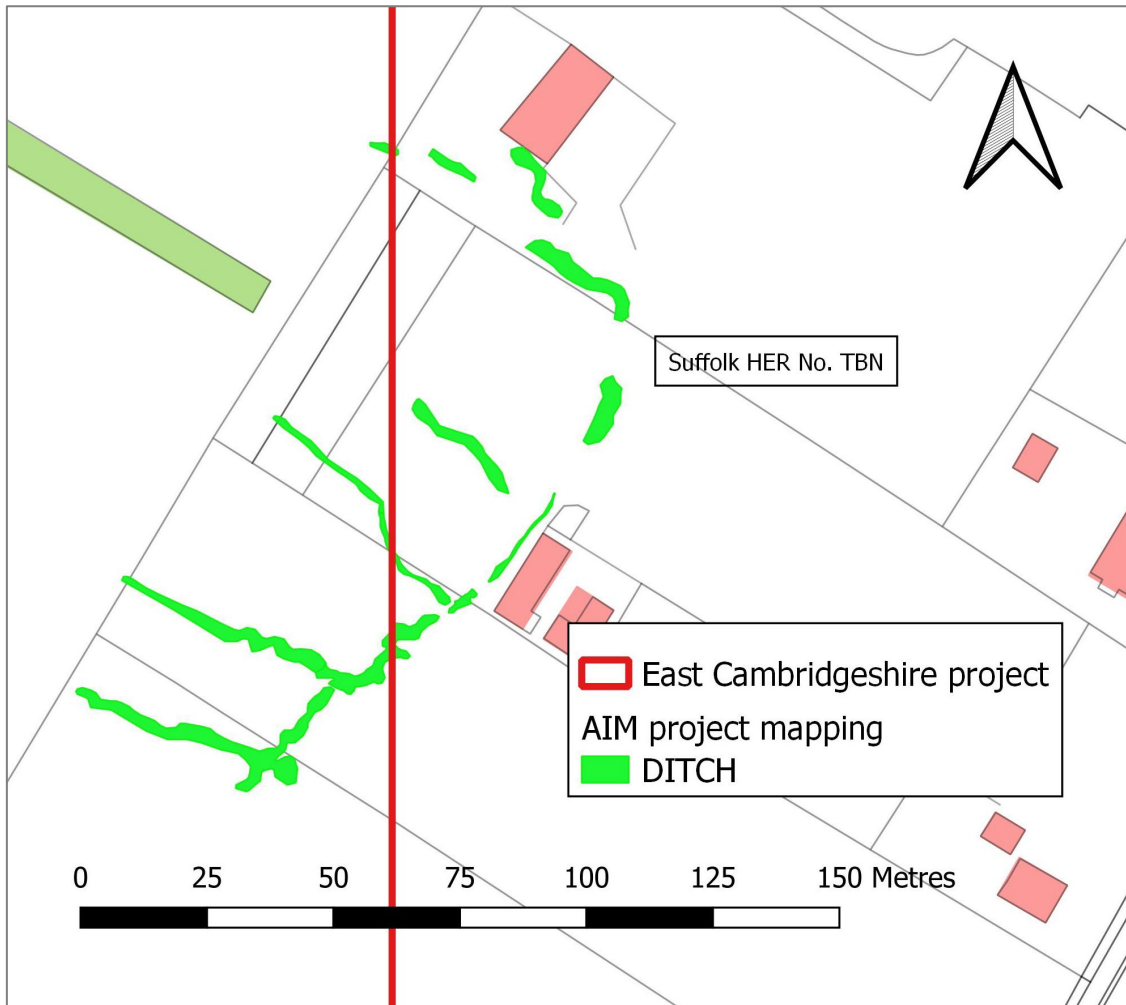 Suffolk HER No. TBN
East Cambridgeshire project
AIM project mapping
DITCH
0 25 50 75 100 125 150 Metres